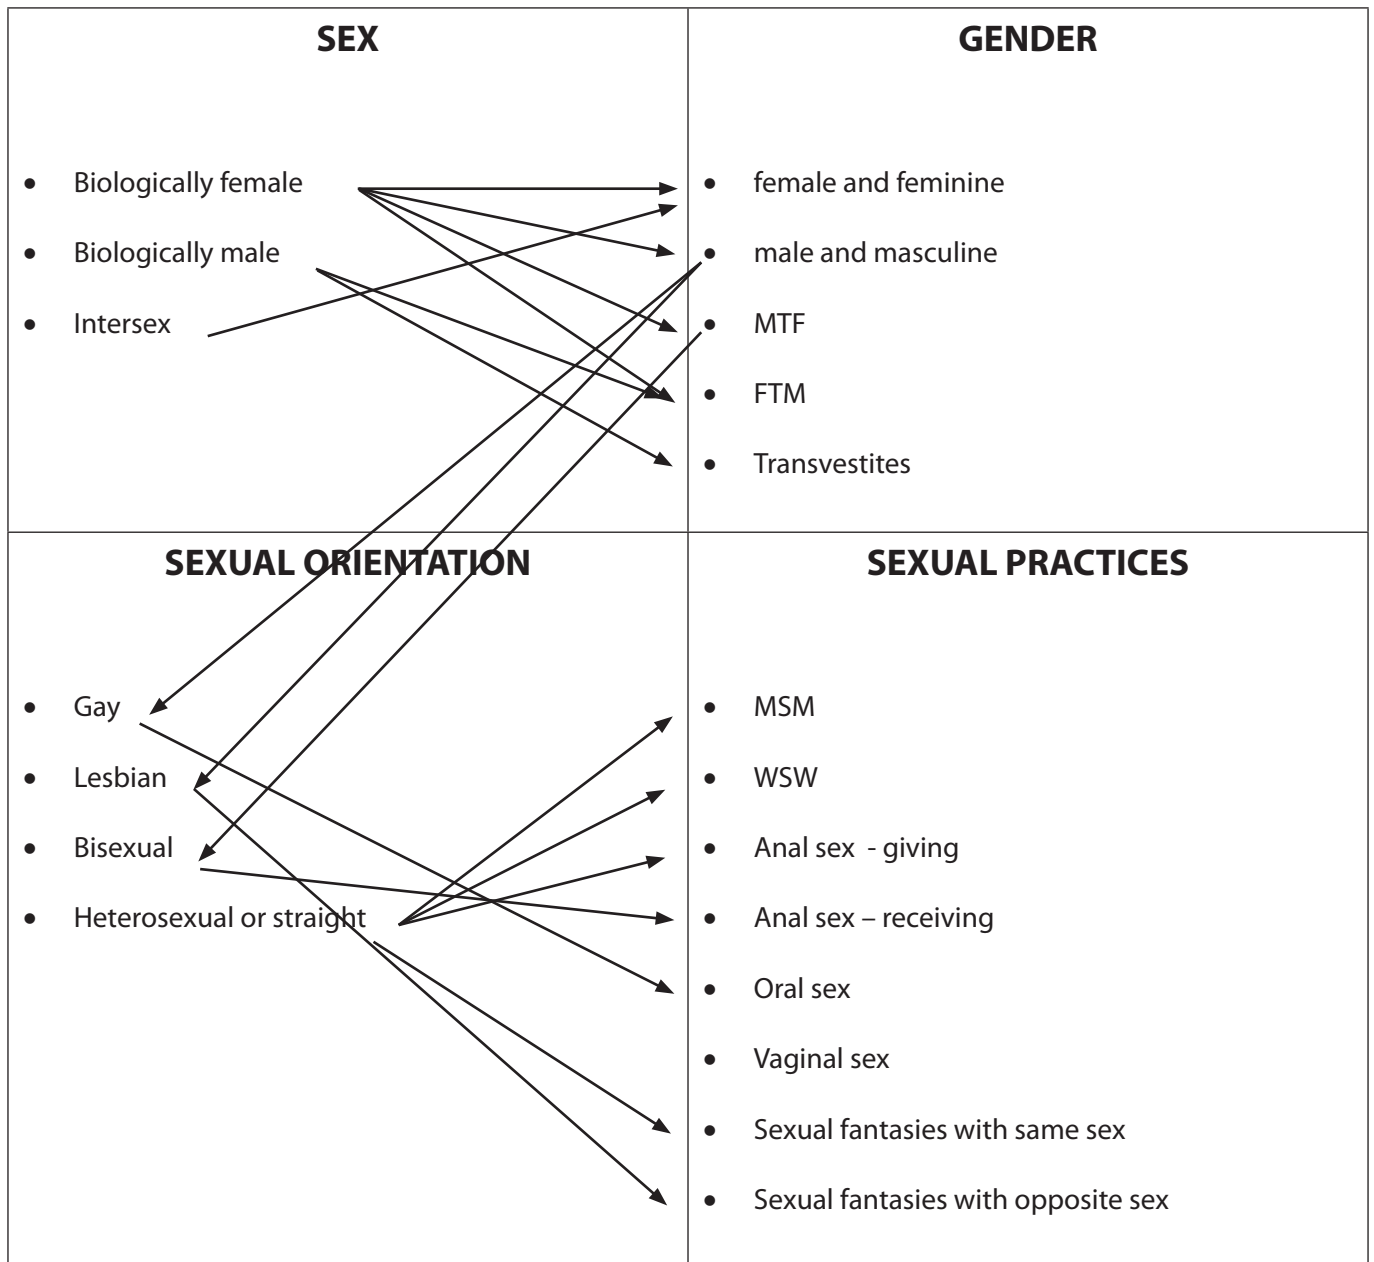 SEX
• Biologically female
• Biologically male
• Intersex
GENDER
• female and feminine
• male and masculine
• MTF
• FTM
• Transvestites
SEXUAL ORIENTATION
• Gay
• Lesbian
• Bisexual
• Heterosexual or straight
SEXUAL PRACTICES
• MSM
• WSW
• Anal sex - giving
• Anal sex – receiving
• Oral sex
• Vaginal sex
• Sexual fantasies with same sex
• Sexual fantasies with opposite sex